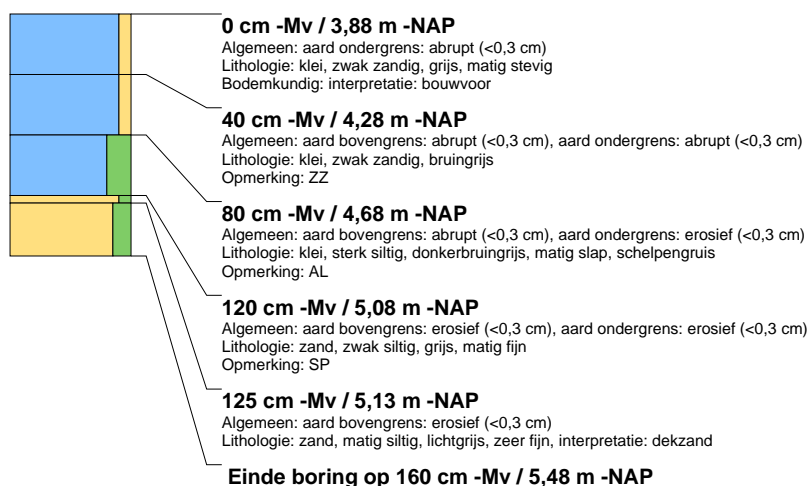 0 cm -Mv / 3,88 m -NAP
Algemeen: aard ondergrens: abrupt (<0,3 cm)
Lithologie: klei, zwak zandig, grijs, matig stevig
Bodemkundig: interpretatie: bouwvoor
40 cm -Mv / 4,28 m -NAP
Algemeen: aard bovengrens: abrupt (<0,3 cm), aard ondergrens: abrupt (<0,3 cm)
Lithologie: klei, zwak zandig, bruingrijs
Opmerking: ZZ
80 cm -Mv / 4,68 m -NAP
Algemeen: aard bovengrens: abrupt (<0,3 cm), aard ondergrens: erosief (<0,3 cm)
Lithologie: klei, sterk siltig, donkerbruingrijs, matig slap, schelpengruis
Opmerking: AL
120 cm -Mv / 5,08 m -NAP
Algemeen: aard bovengrens: erosief (<0,3 cm), aard ondergrens: erosief (<0,3 cm)
Lithologie: zand, zwak siltig, grijs, matig fijn
Opmerking: SP
125 cm -Mv / 5,13 m -NAP
Algemeen: aard bovengrens: erosief (<0,3 cm)
Lithologie: zand, matig siltig, lichtgrijs, zeer fijn, interpretatie: dekzand
Einde boring op 160 cm -Mv / 5,48 m -NAP